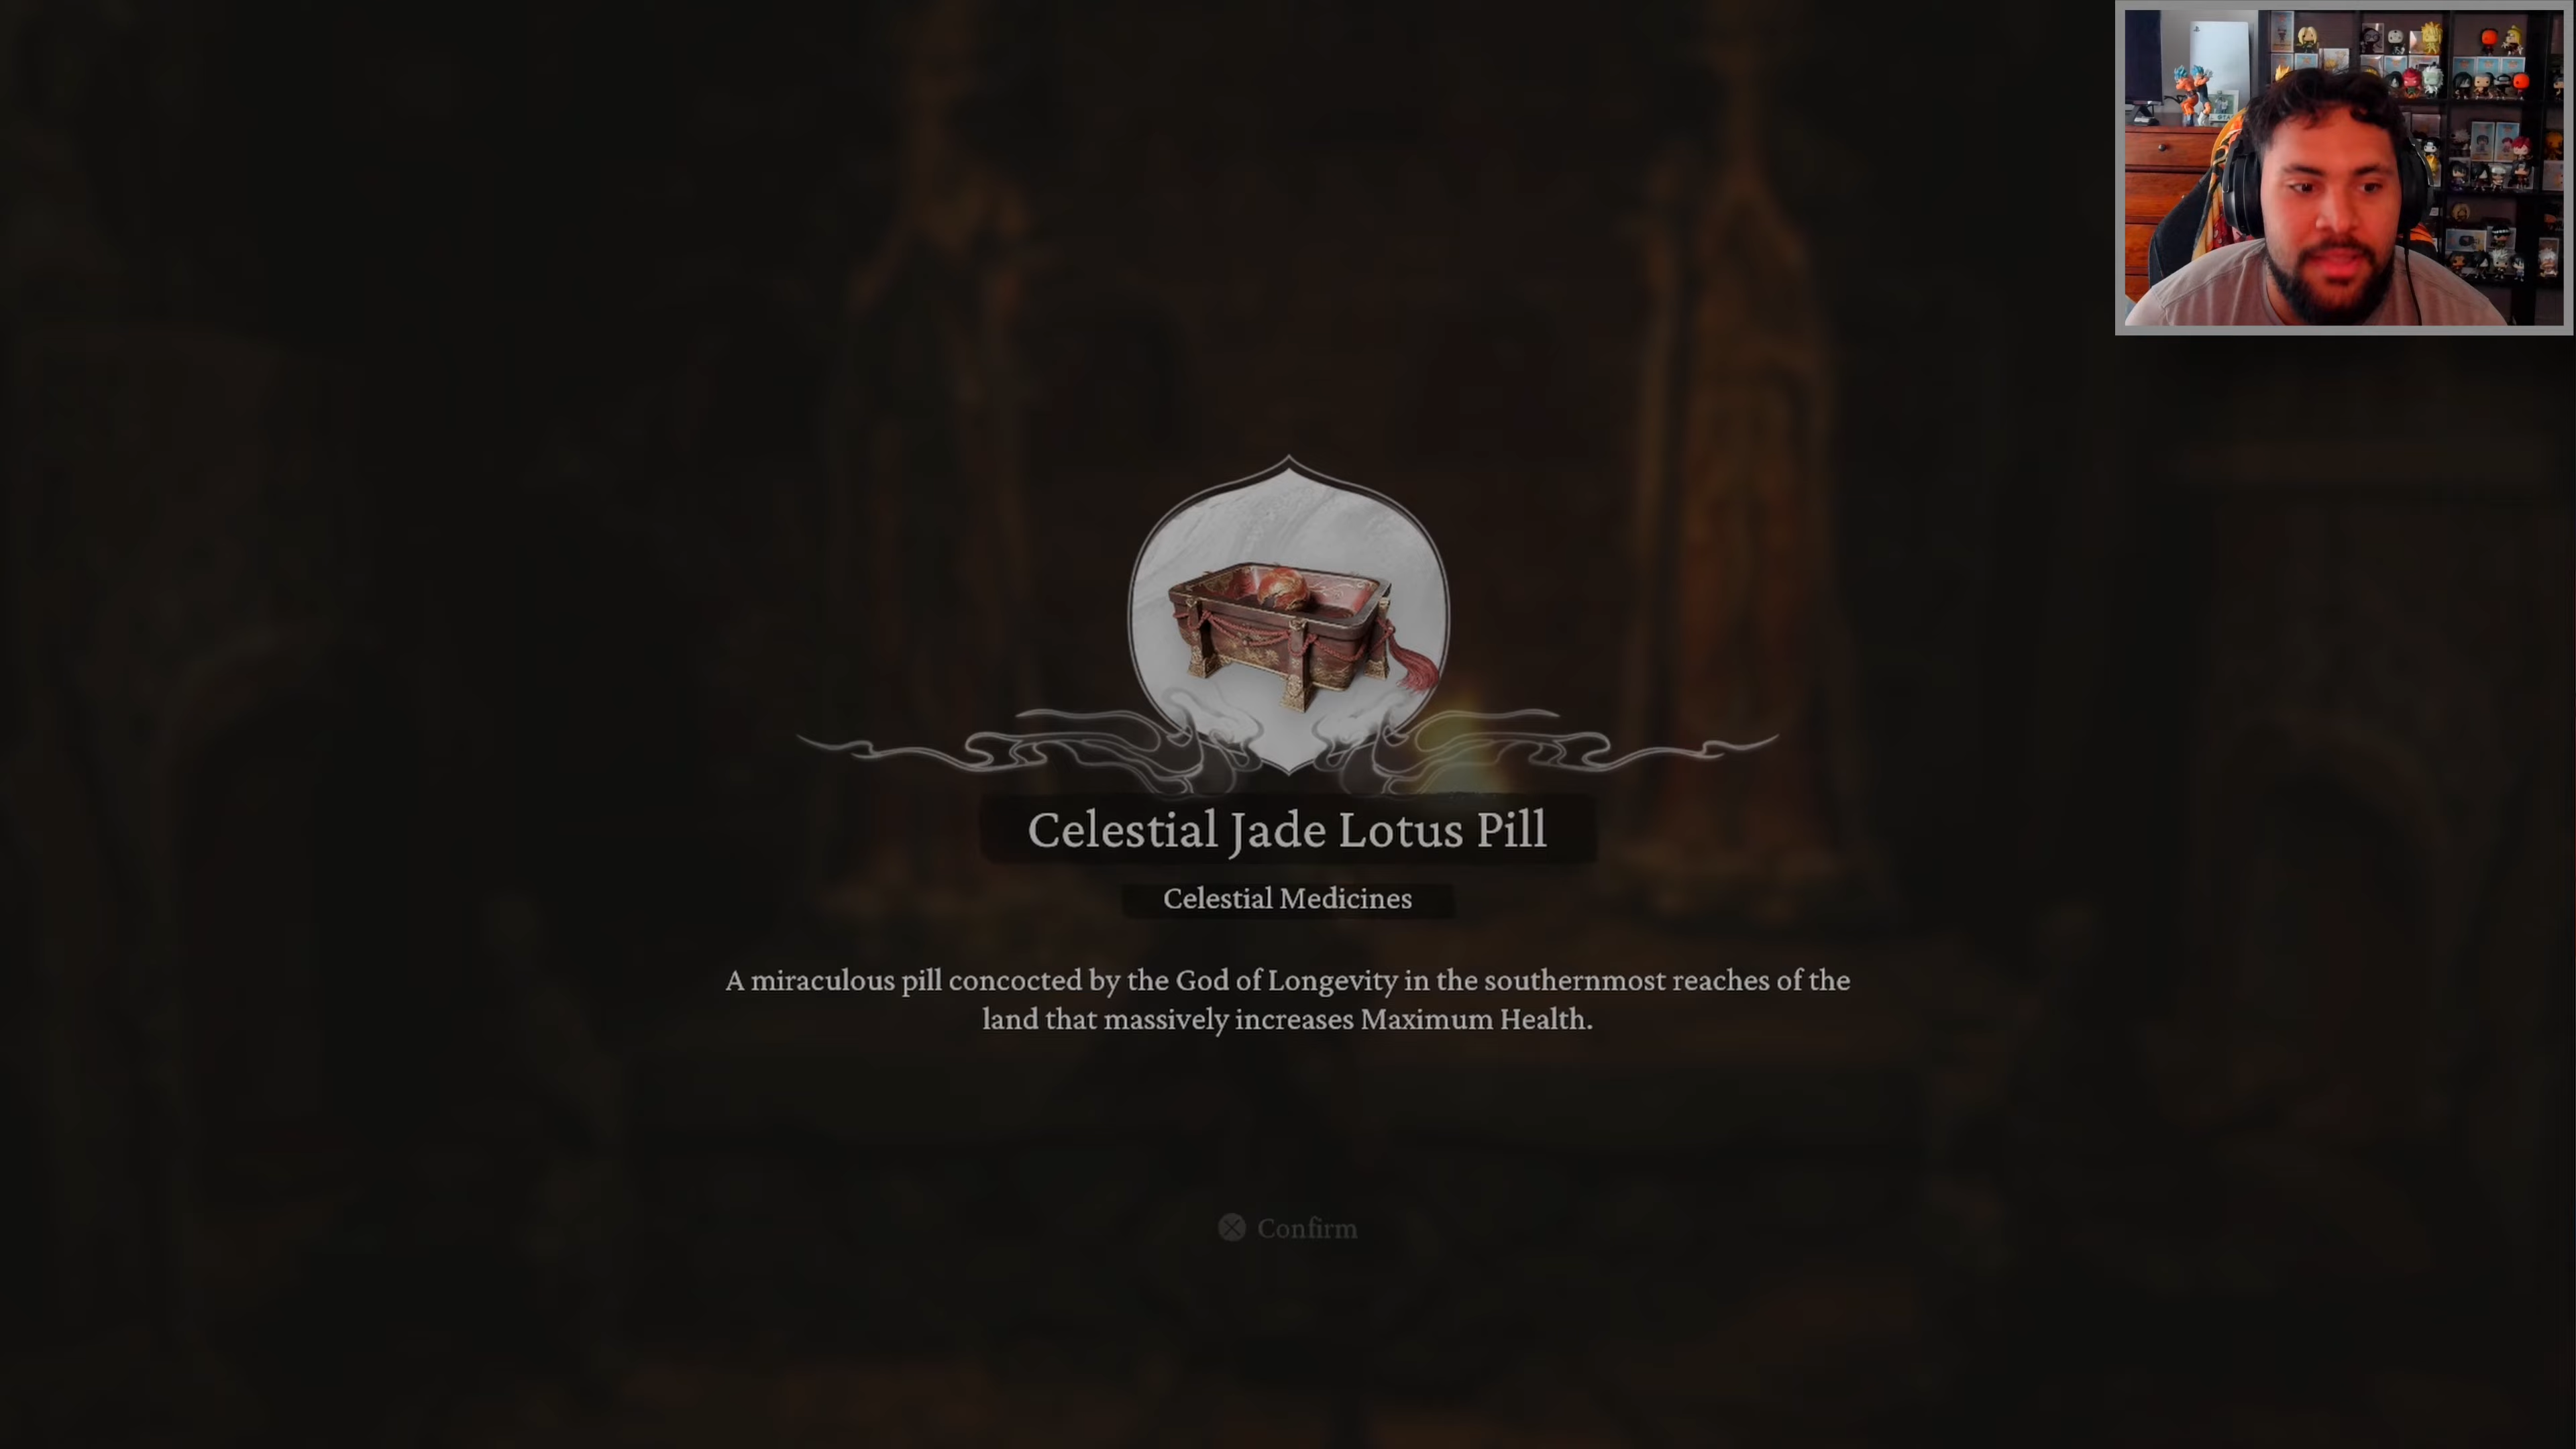 Celestial Jade Lotus Pill
Celestial Medicines
A miraculous pill concocted by the God of Longevity in the southernmost reaches of the
land that massively increases Maximum Health.
Confirm